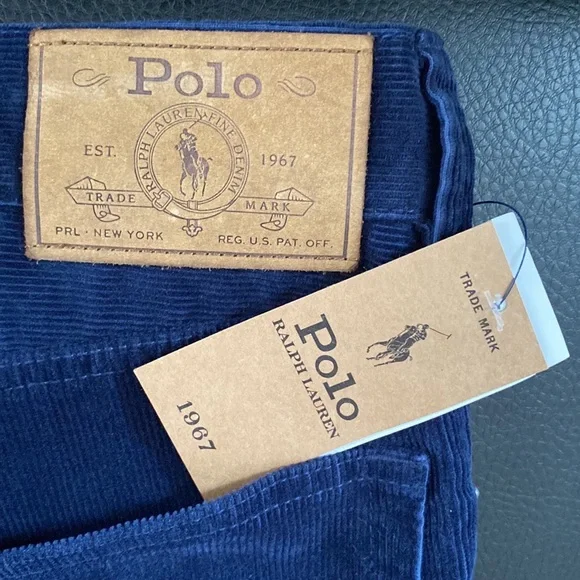 Polo
RALPH LAUREN FINE DENIM
EST. 1967
TRADE MARK
PRL · NEW YORK REG. U.S. PAT. OFF.
TRADE MARK
Polo
RALPH LAUREN
1967